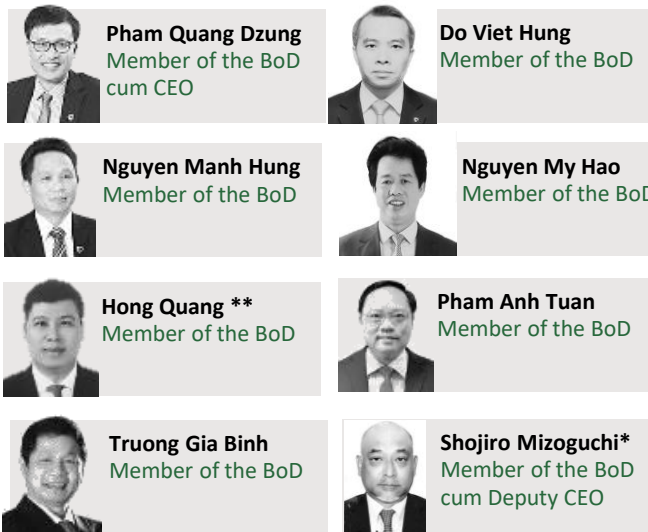 Pham Quang Dzung
Member of the BoD
cum CEO
Do Viet Hung
Member of the BoD
Nguyen Manh Hung
Member of the BoD
Nguyen My Hao
Member of the BoD
Hong Quang **
Member of the BoD
Pham Anh Tuan
Member of the BoD
Truong Gia Binh
Member of the BoD
Shojiro Mizoguchi*
Member of the BoD
cum Deputy CEO